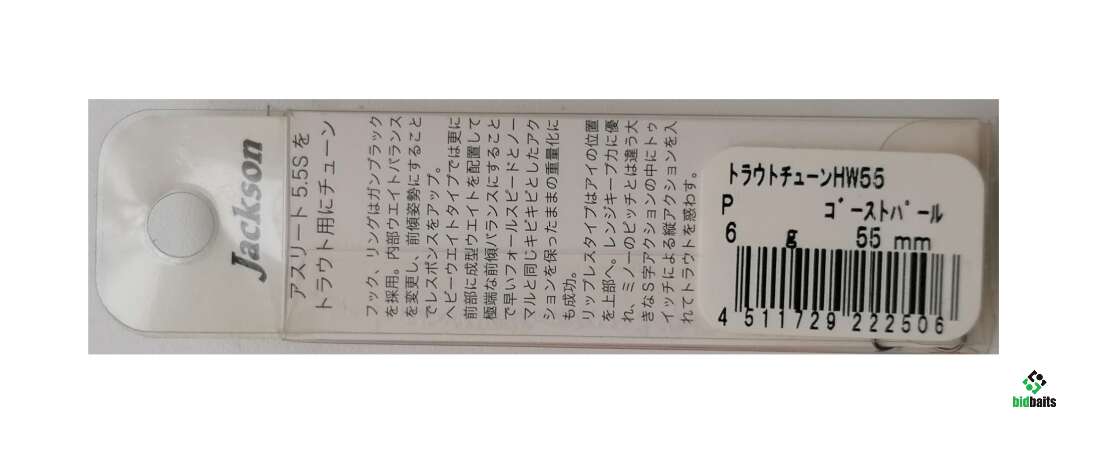 Jackson
アスリート5.5Sを
トラウト用にチューン
フック、リングはガンブラック
を採用。内部ウエイトバランス
を変更し、前傾姿勢にすること
でレスポンスをアップ。
ヘビーウエイトタイプでは更に
前部に成型ウエイトを配置して
極端な前傾バランスにすること
で早いフォールスピードとノー
マルと同じキビキビとしたアク
ションを保ったままの重量化に
も成功。
リップレスタイプはアイの位置
を上部へ。レンジキープ力に優
れ、ミノーのピッチとは違う大
きなS字アクションの中にトゥ
イッチによる縦アクションを入
れてトラウトを惑わす。
トラウトチューンHW55
P ゴーストパール
6 g 55 mm
4 511729 222506
bidbaits